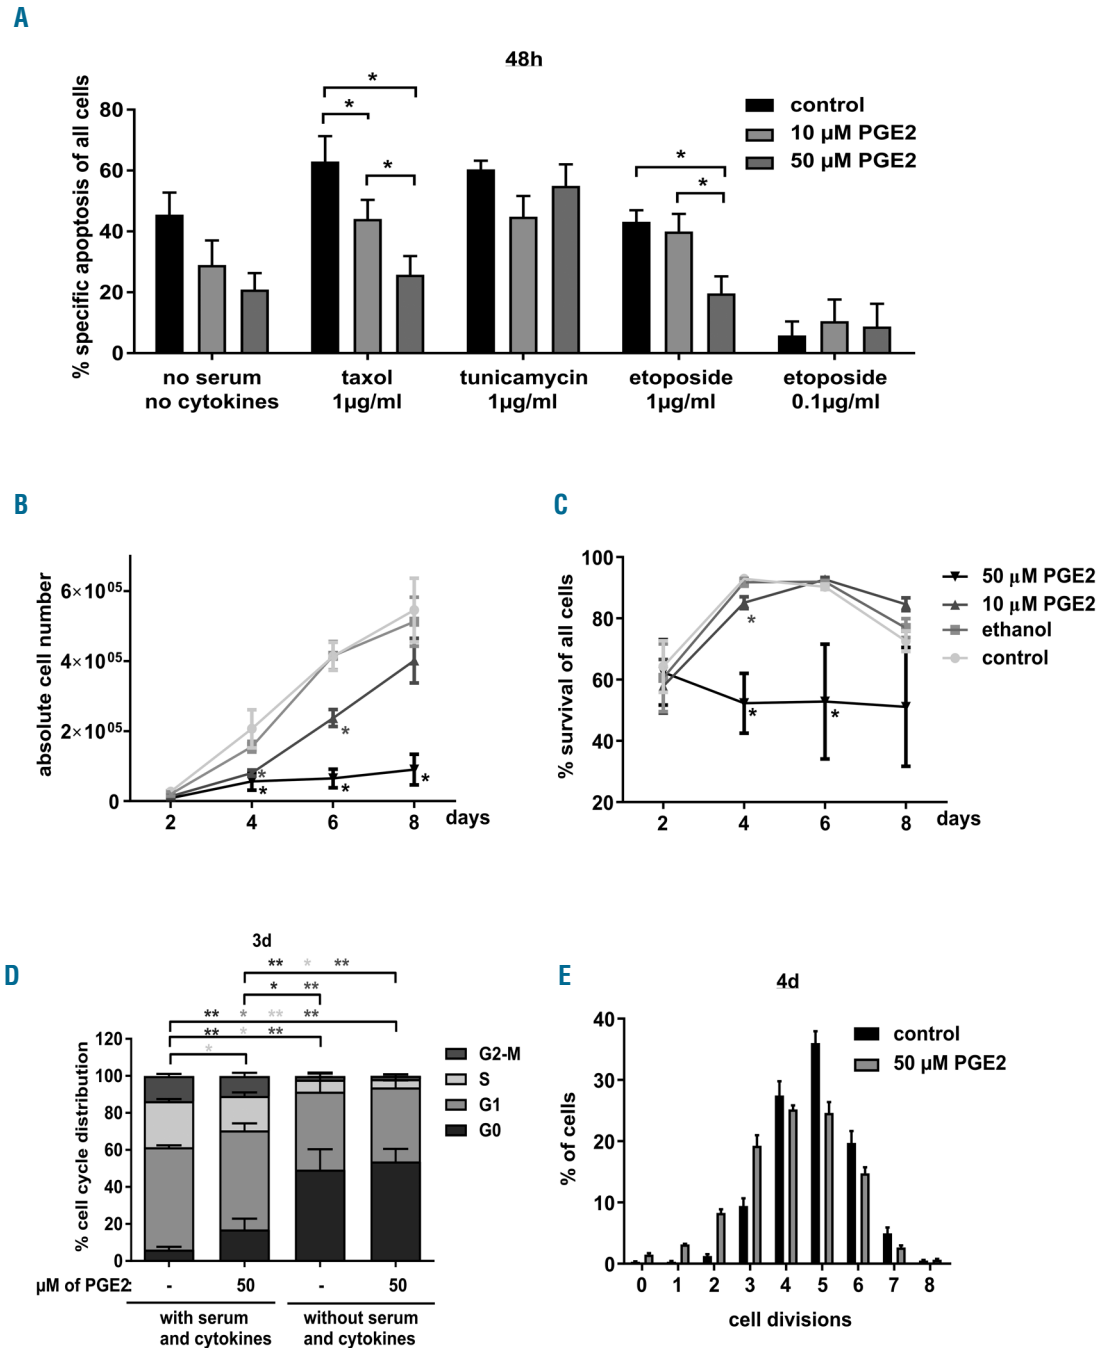 A
48h
% specific apoptosis of all cells
80
60
40
20
0
control
10 µM PGE2
50 µM PGE2
* * * * *
no serum
no cytokines
taxol
1µg/ml
tunicamycin
1µg/ml
etoposide
1µg/ml
etoposide
0.1µg/ml
B
absolute cell number
6×10⁰⁵
4×10⁰⁵
2×10⁰⁵
0
* * * * *
2 4 6 8 days
C
% survival of all cells
100
80
60
40
20
* * *
2 4 6 8 days
50 µM PGE2
10 µM PGE2
ethanol
control
D
3d
** * **
* **
** * ** **
** * **
*
% cell cycle distribution
120
100
80
60
40
20
0
G2-M
S
G1
G0
µM of PGE2: - 50 - 50
with serum
and cytokines
without serum
and cytokines
E
4d
% of cells
40
30
20
10
0
control
50 µM PGE2
0 1 2 3 4 5 6 7 8
cell divisions